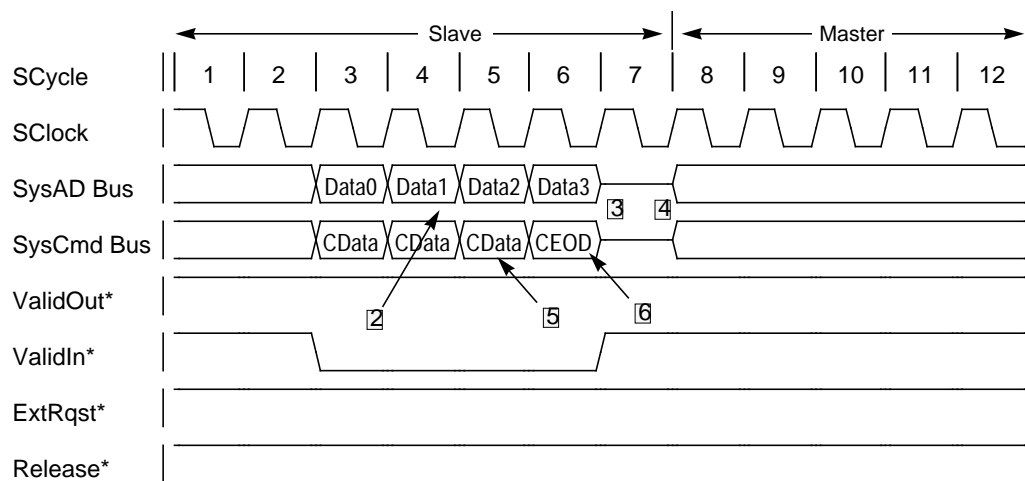 Slave Master
SCycle 1 2 3 4 5 6 7 8 9 10 11 12
SClock
SysAD Bus Data0 Data1 Data2 Data3
3 4
SysCmd Bus CData CData CData CEOD
ValidOut*
2 5 6
ValidIn*
ExtRqst*
Release*